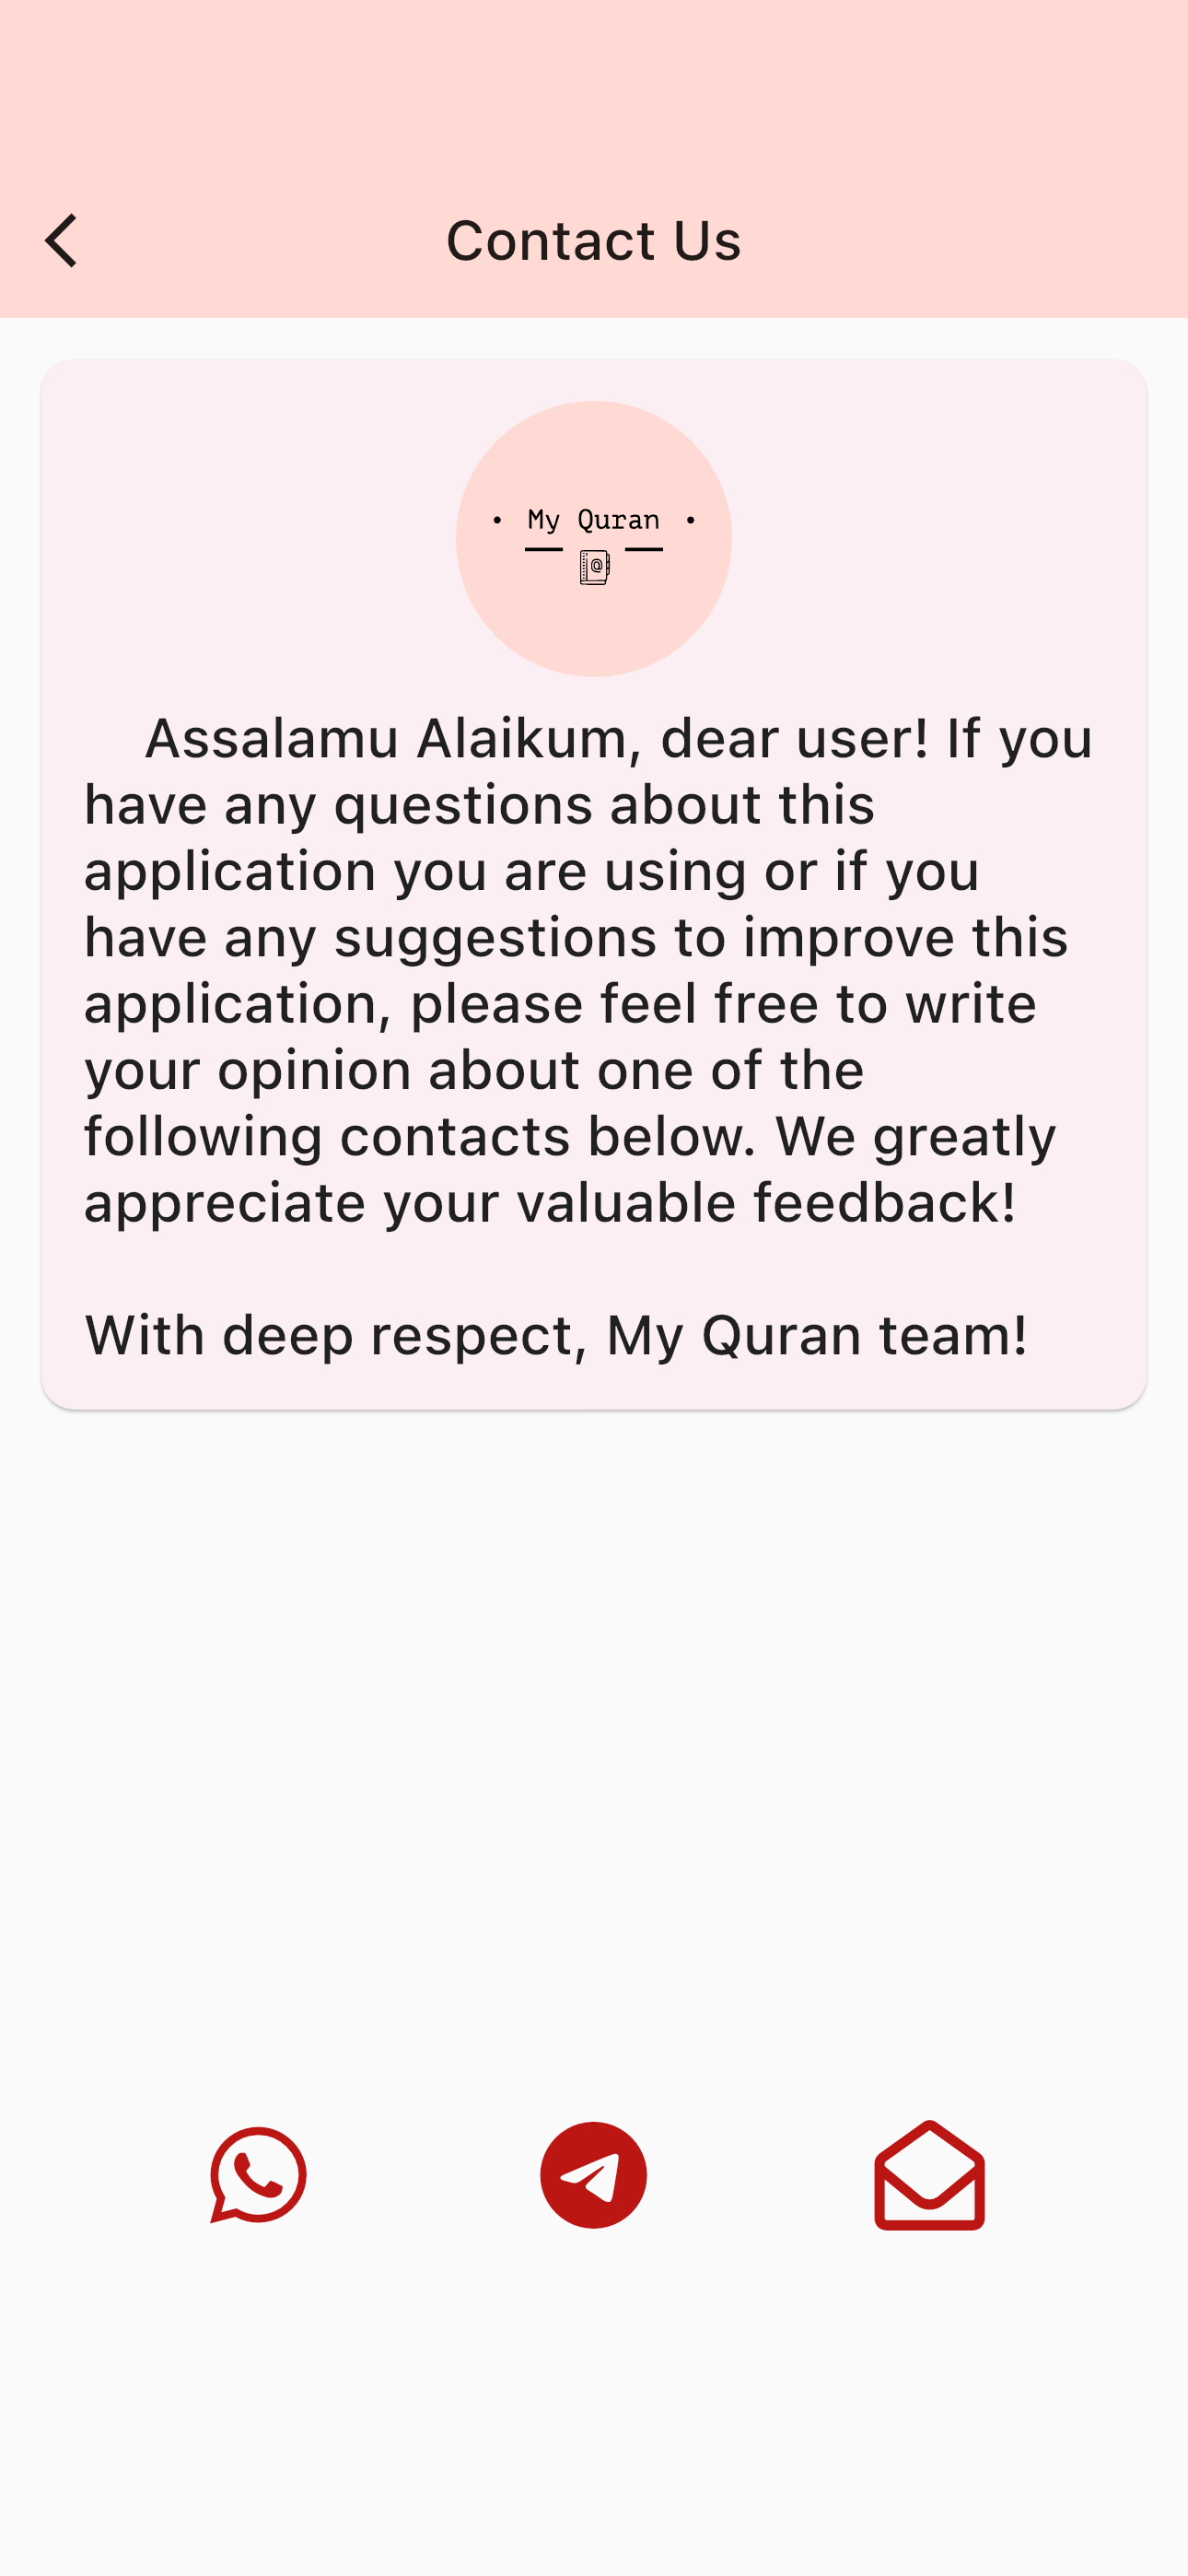 Contact Us
• My Quran •
Assalamu Alaikum, dear user! If you
have any questions about this
application you are using or if you
have any suggestions to improve this
application, please feel free to write
your opinion about one of the
following contacts below. We greatly
appreciate your valuable feedback!
With deep respect, My Quran team!